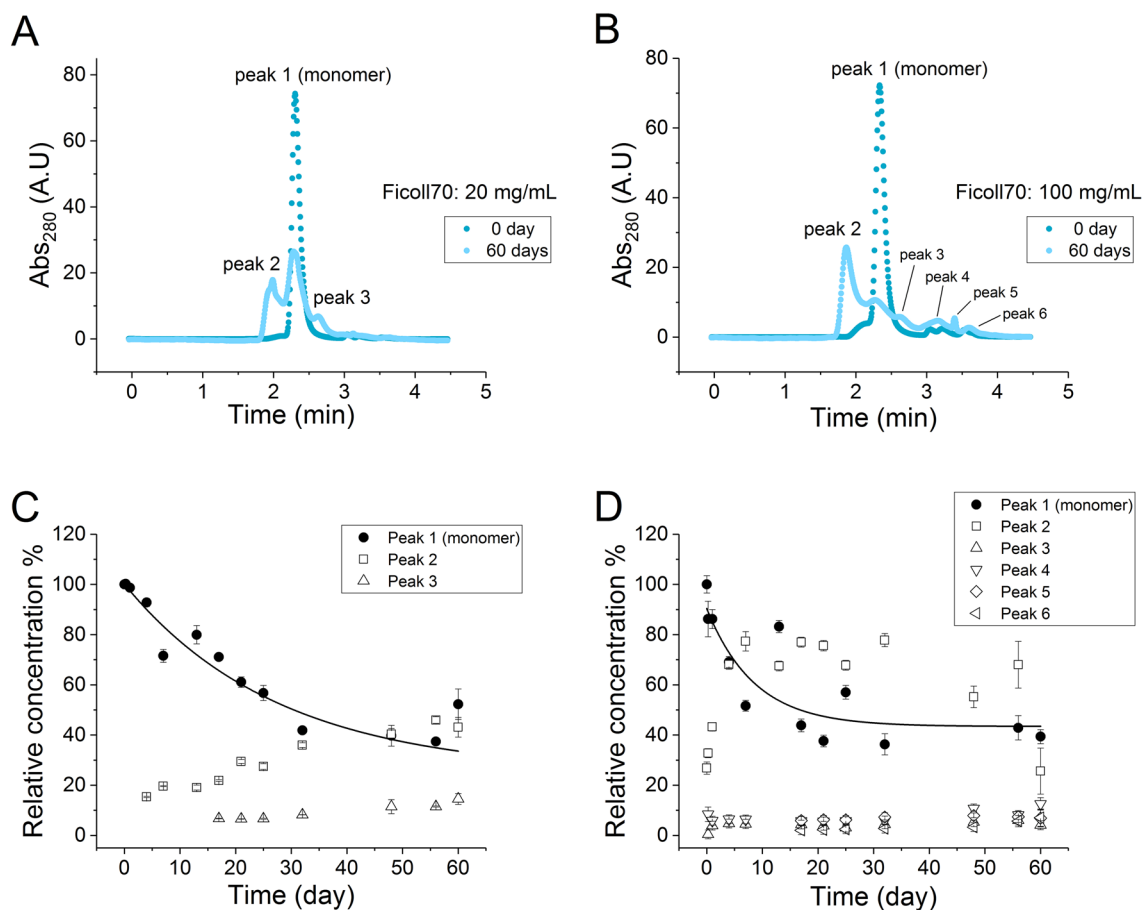 A
peak 1 (monomer)
peak 2
peak 3
Ficoll70: 20 mg/mL
0 day
60 days
Abs280 (A.U)
80
60
40
20
0
0 1 2 3 4 5
Time (min)
B
peak 1 (monomer)
peak 2
peak 3
peak 4
peak 5
peak 6
Ficoll70: 100 mg/mL
0 day
60 days
Abs280 (A.U)
80
60
40
20
0
0 1 2 3 4 5
Time (min)
C
Peak 1 (monomer)
Peak 2
Peak 3
Relative concentration %
120
100
80
60
40
20
0
0 10 20 30 40 50 60
Time (day)
D
Peak 1 (monomer)
Peak 2
Peak 3
Peak 4
Peak 5
Peak 6
Relative concentration %
120
100
80
60
40
20
0
0 10 20 30 40 50 60
Time (day)